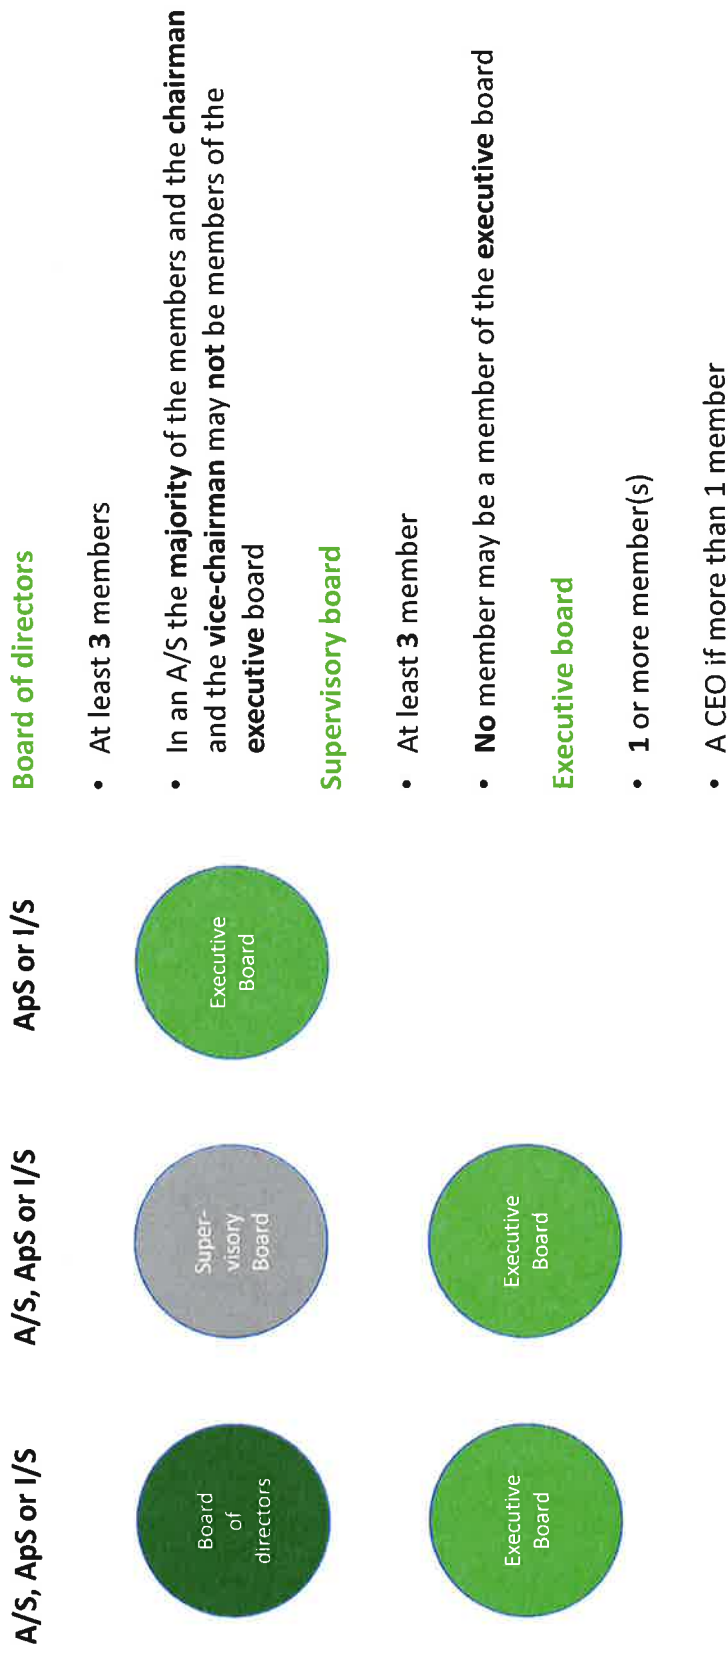 A/S, ApS or I/S
A/S, ApS or I/S
ApS or I/S
Board
of
directors
Super-
visory
Board
Executive
Board
Executive
Board
Executive
Board
Board of directors
• At least 3 members
• In an A/S the majority of the members and the chairman
and the vice-chairman may not be members of the
executive board
Supervisory board
• At least 3 member
• No member may be a member of the executive board
Executive board
• 1 or more member(s)
• A CEO if more than 1 member